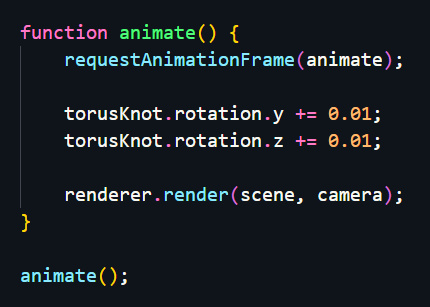 function animate() {
    requestAnimationFrame(animate);

    torusKnot.rotation.y += 0.01;
    torusKnot.rotation.z += 0.01;

    renderer.render(scene, camera);
}

animate();